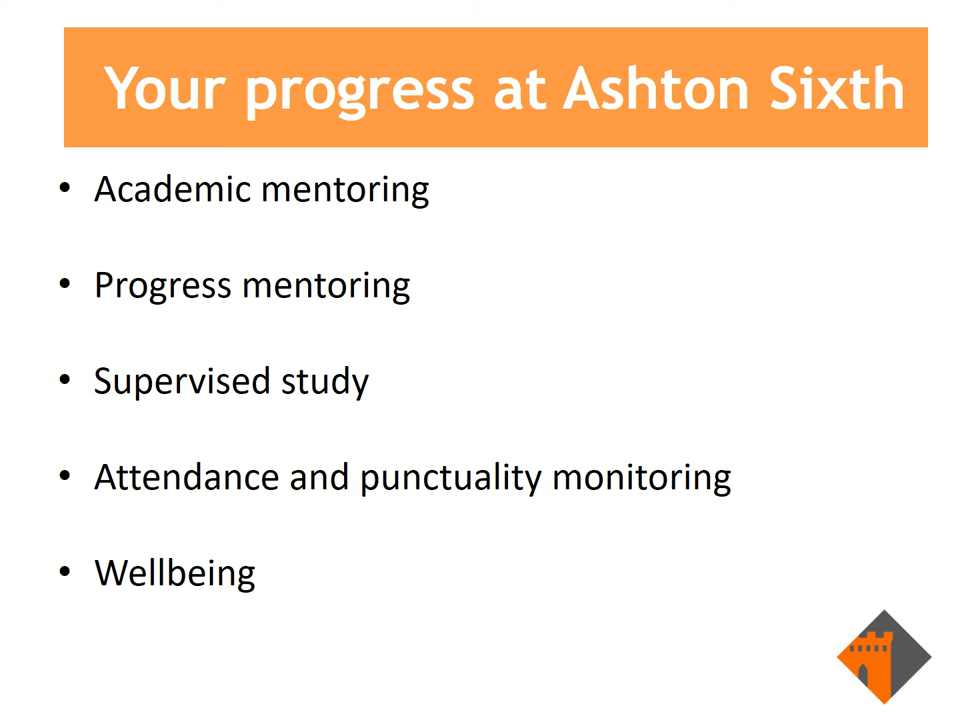 Your progress at Ashton Sixth
• Academic mentoring
• Progress mentoring
• Supervised study
• Attendance and punctuality monitoring
• Wellbeing